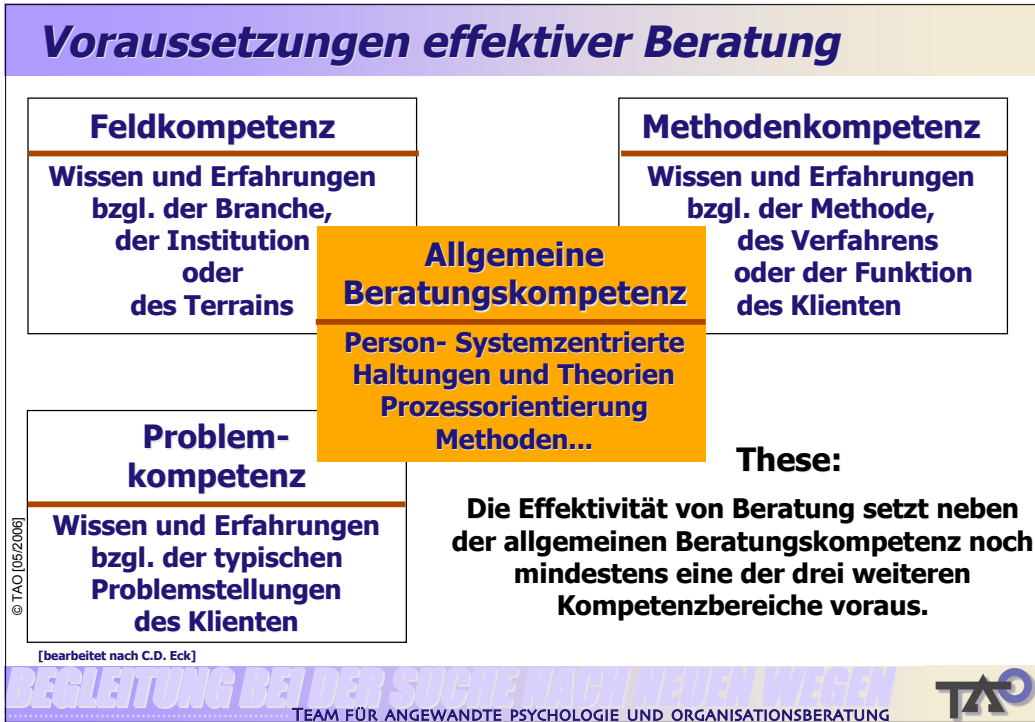 Voraussetzungen effektiver Beratung
Feldkompetenz
Wissen und Erfahrungen
bzgl. der Branche,
der Institution
oder
des Terrains
Methodenkompetenz
Wissen und Erfahrungen
bzgl. der Methode,
des Verfahrens
oder der Funktion
des Klienten
Allgemeine
Beratungskompetenz
Person- Systemzentrierte
Haltungen und Theorien
Prozessorientierung
Methoden...
Problem-
kompetenz
Wissen und Erfahrungen
bzgl. der typischen
Problemstellungen
des Klienten
These:
Die Effektivität von Beratung setzt neben
der allgemeinen Beratungskompetenz noch
mindestens eine der drei weiteren
Kompetenzbereiche voraus.
© TAO [05/2006]
[bearbeitet nach C.D. Eck]
BEGLEITUNG BEI DER SUCHE NACH NEUEN WEGEN
TEAM FÜR ANGEWANDTE PSYCHOLOGIE UND ORGANISATIONSBERATUNG
TAO